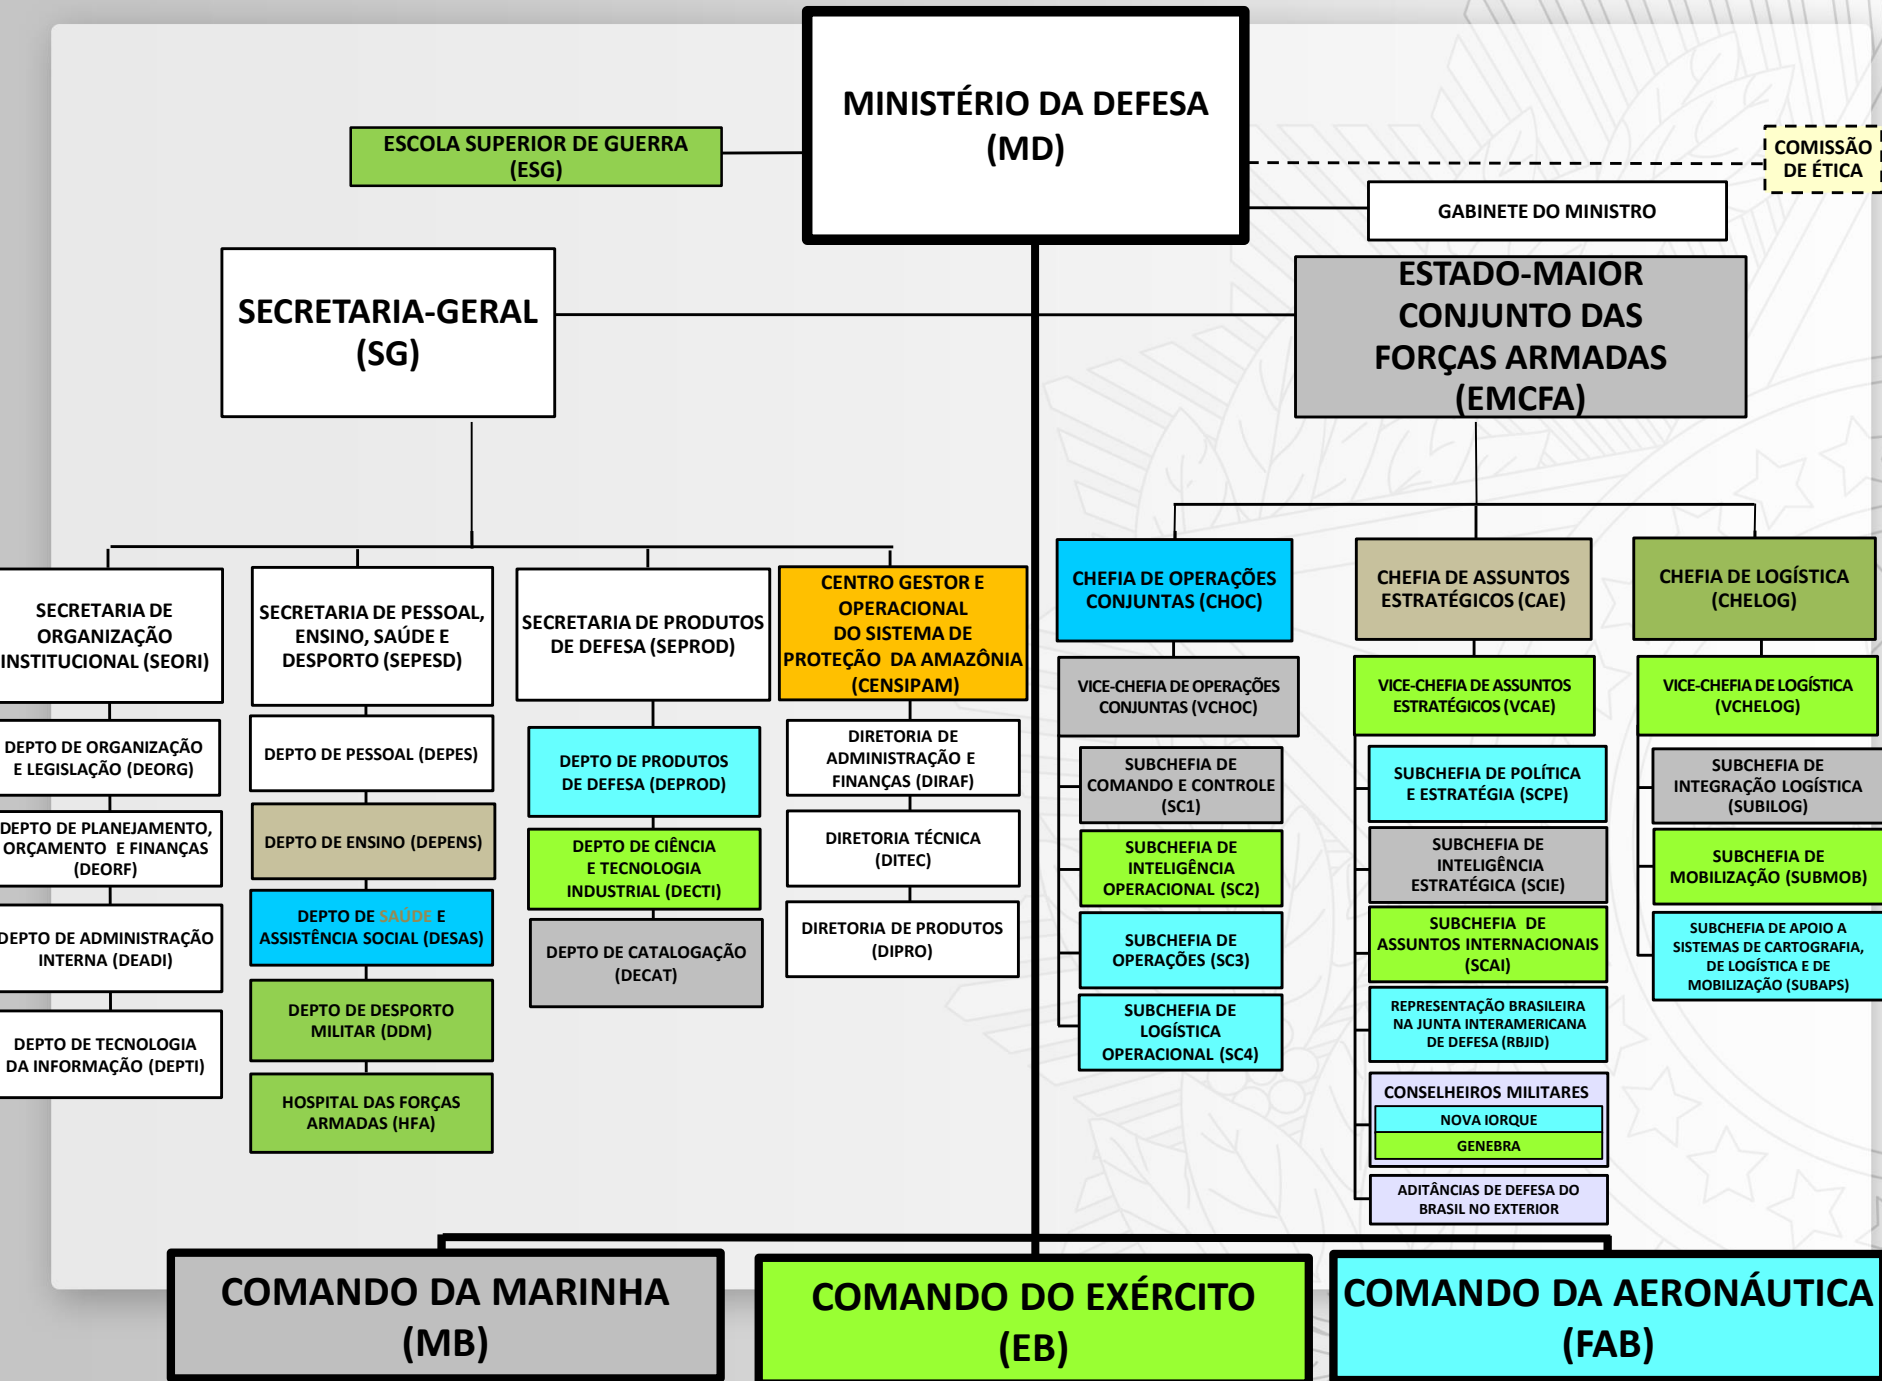 MINISTÉRIO DA DEFESA
(MD)
ESCOLA SUPERIOR DE GUERRA
(ESG)
COMISSÃO
DE ÉTICA
GABINETE DO MINISTRO
SECRETARIA-GERAL
(SG)
ESTADO-MAIOR
CONJUNTO DAS
FORÇAS ARMADAS
(EMCFA)
SECRETARIA DE
ORGANIZAÇÃO
INSTITUCIONAL (SEORI)
DEPTO DE ORGANIZAÇÃO
E LEGISLAÇÃO (DEORG)
DEPTO DE PLANEJAMENTO,
ORÇAMENTO E FINANÇAS
(DEORF)
DEPTO DE ADMINISTRAÇÃO
INTERNA (DEADI)
DEPTO DE TECNOLOGIA
DA INFORMAÇÃO (DEPTI)
SECRETARIA DE PESSOAL,
ENSINO, SAÚDE E
DESPORTO (SEPESD)
DEPTO DE PESSOAL (DEPES)
DEPTO DE ENSINO (DEPENS)
DEPTO DE SAÚDE E
ASSISTÊNCIA SOCIAL (DESAS)
DEPTO DE DESPORTO
MILITAR (DDM)
HOSPITAL DAS FORÇAS
ARMADAS (HFA)
SECRETARIA DE PRODUTOS
DE DEFESA (SEPROD)
DEPTO DE PRODUTOS
DE DEFESA (DEPROD)
DEPTO DE CIÊNCIA
E TECNOLOGIA
INDUSTRIAL (DECTI)
DEPTO DE CATALOGAÇÃO
(DECAT)
CENTRO GESTOR E
OPERACIONAL
DO SISTEMA DE
PROTEÇÃO DA AMAZÔNIA
(CENSIPAM)
DIRETORIA DE
ADMINISTRAÇÃO E
FINANÇAS (DIRAF)
DIRETORIA TÉCNICA
(DITEC)
DIRETORIA DE PRODUTOS
(DIPRO)
CHEFIA DE OPERAÇÕES
CONJUNTAS (CHOC)
VICE-CHEFIA DE OPERAÇÕES
CONJUNTAS (VCHOC)
SUBCHEFIA DE
COMANDO E CONTROLE
(SC1)
SUBCHEFIA DE
INTELIGÊNCIA
OPERACIONAL (SC2)
SUBCHEFIA DE
OPERAÇÕES (SC3)
SUBCHEFIA DE
LOGÍSTICA
OPERACIONAL (SC4)
CHEFIA DE ASSUNTOS
ESTRATÉGICOS (CAE)
VICE-CHEFIA DE ASSUNTOS
ESTRATÉGICOS (VCAE)
SUBCHEFIA DE POLÍTICA
E ESTRATÉGIA (SCPE)
SUBCHEFIA DE
INTELIGÊNCIA
ESTRATÉGICA (SCIE)
SUBCHEFIA DE
ASSUNTOS INTERNACIONAIS
(SCAI)
REPRESENTAÇÃO BRASILEIRA
NA JUNTA INTERAMERICANA
DE DEFESA (RBJID)
CONSELHEIROS MILITARES
NOVA IORQUE
GENEBRA
ADITÂNCIAS DE DEFESA DO
BRASIL NO EXTERIOR
CHEFIA DE LOGÍSTICA
(CHELOG)
VICE-CHEFIA DE LOGÍSTICA
(VCHELOG)
SUBCHEFIA DE
INTEGRAÇÃO LOGÍSTICA
(SUBILOG)
SUBCHEFIA DE
MOBILIZAÇÃO (SUBMOB)
SUBCHEFIA DE APOIO A
SISTEMAS DE CARTOGRAFIA,
DE LOGÍSTICA E DE
MOBILIZAÇÃO (SUBAPS)
COMANDO DA MARINHA
(MB)
COMANDO DO EXÉRCITO
(EB)
COMANDO DA AERONÁUTICA
(FAB)